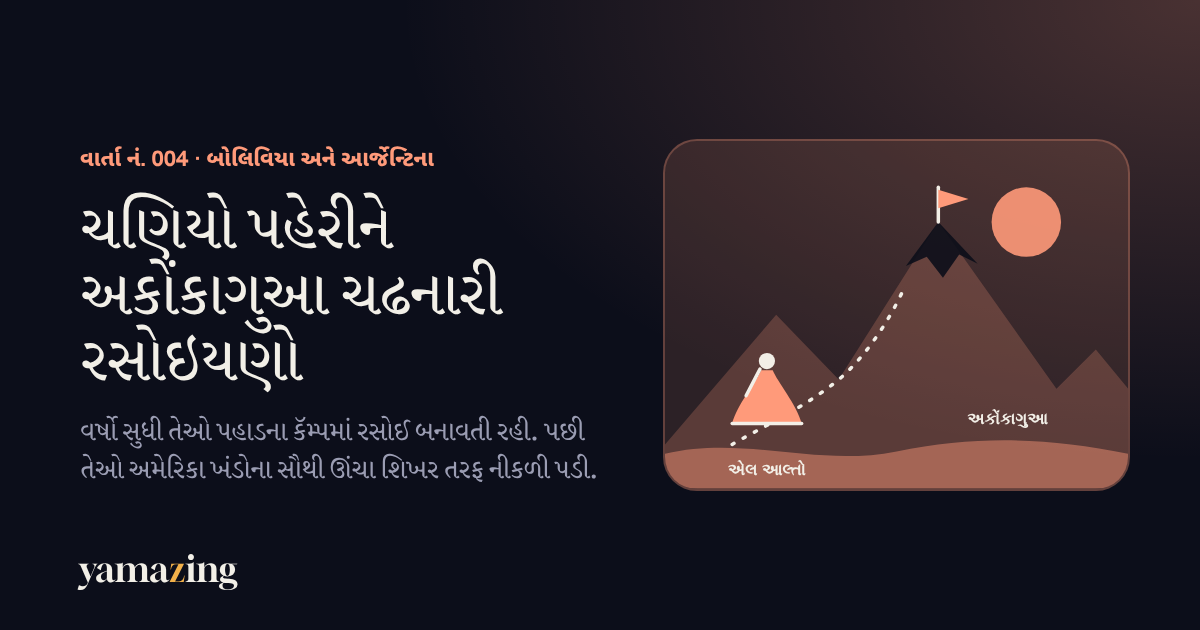 વાર્તા નં. 004 · બોલિવિયા અને આર્જેન્ટિના
ચણિયો પહેરીને
અકોંકાગુઆ ચઢનારી
રસોઇયણો
વર્ષો સુધી તેઓ પહાડના કૅમ્પમાં રસોઈ બનાવતી રહી. પછી
તેઓ અમેરિકા ખંડોના સૌથી ઊંચા શિખર તરફ નીકળી પડી.
અકોંકાગુઆ
એલ આલ્તો
yamazing